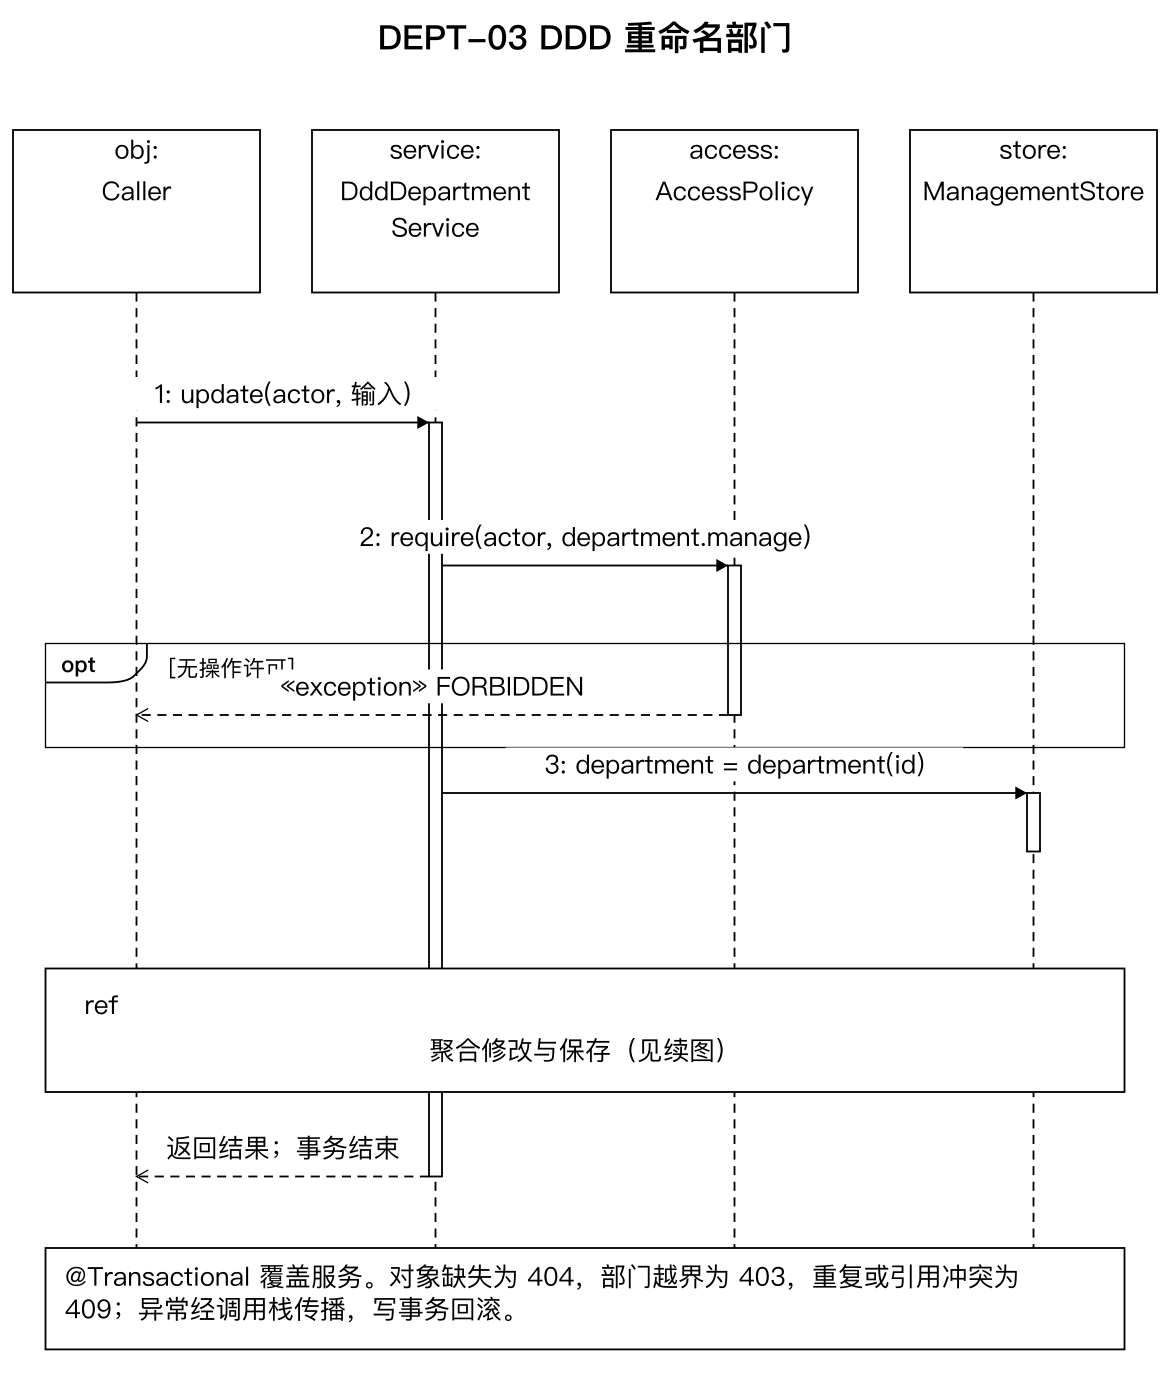 DEPT-03 DDD 重命名部门
obj:
Caller
service:
DddDepartment
Service
access:
AccessPolicy
store:
ManagementStore
1: update(actor, 输入)
2: require(actor, department.manage)
opt
[无操作许可]
«exception» FORBIDDEN
3: department = department(id)
ref
聚合修改与保存（见续图）
返回结果；事务结束
@Transactional 覆盖服务。对象缺失为 404，部门越界为 403，重复或引用冲突为
409；异常经调用栈传播，写事务回滚。